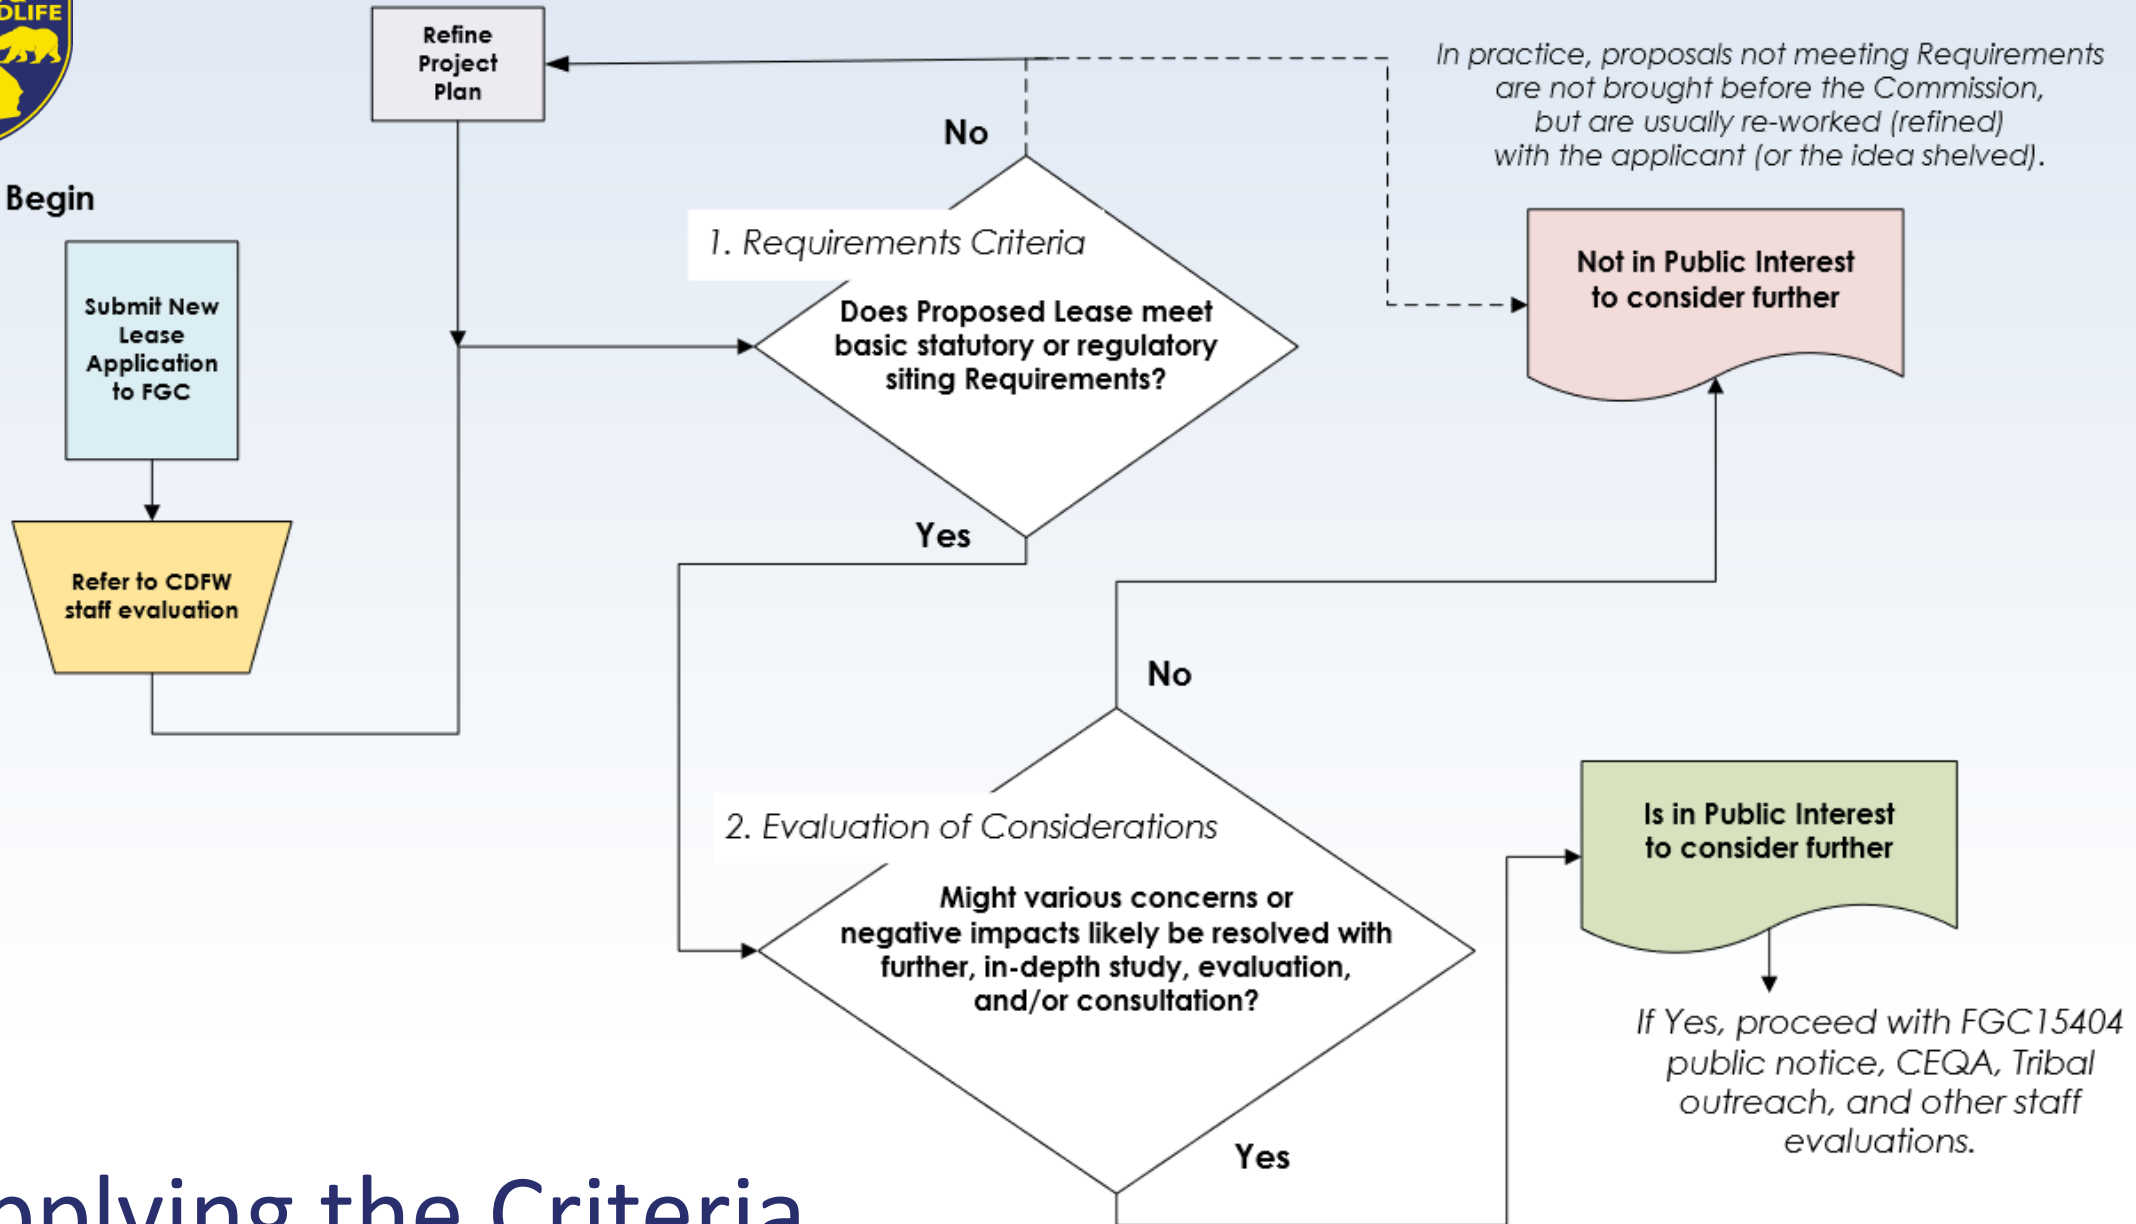 DLIFE
Refine
Project
Plan
In practice, proposals not meeting Requirements
are not brought before the Commission,
but are usually re-worked (refined)
with the applicant (or the idea shelved).
No
Begin
1. Requirements Criteria
Does Proposed Lease meet
basic statutory or regulatory
siting Requirements?
Not in Public Interest
to consider further
Submit New
Lease
Application
to FGC
Yes
Refer to CDFW
staff evaluation
No
2. Evaluation of Considerations
Might various concerns or
negative impacts likely be resolved with
further, in-depth study, evaluation,
and/or consultation?
Is in Public Interest
to consider further
If Yes, proceed with FGC15404
public notice, CEQA, Tribal
outreach, and other staff
evaluations.
Yes
pplying the Criteria